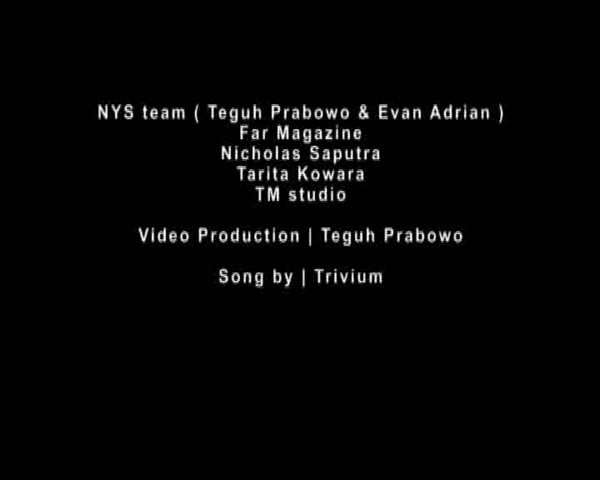 NYS team ( Teguh Prabowo & Evan Adrian )
Far Magazine
Nicholas Saputra
Tarita Kowara
TM studio
Video Production | Teguh Prabowo
Song by | Trivium